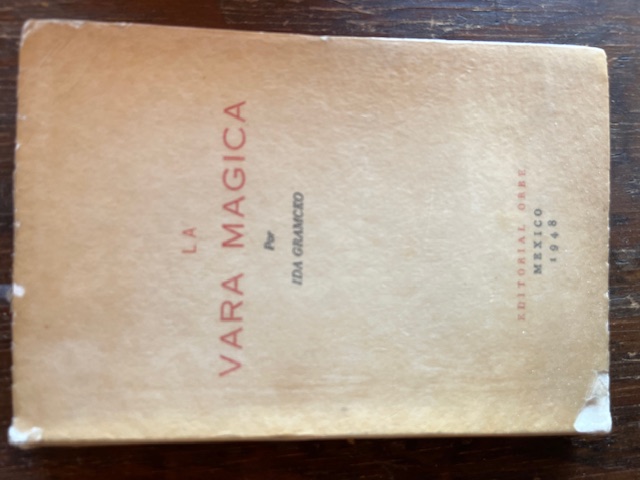 LA
VARA MAGICA
Por
IDA GRAMCKO
EDITORIAL ORBE
MEXICO
1948